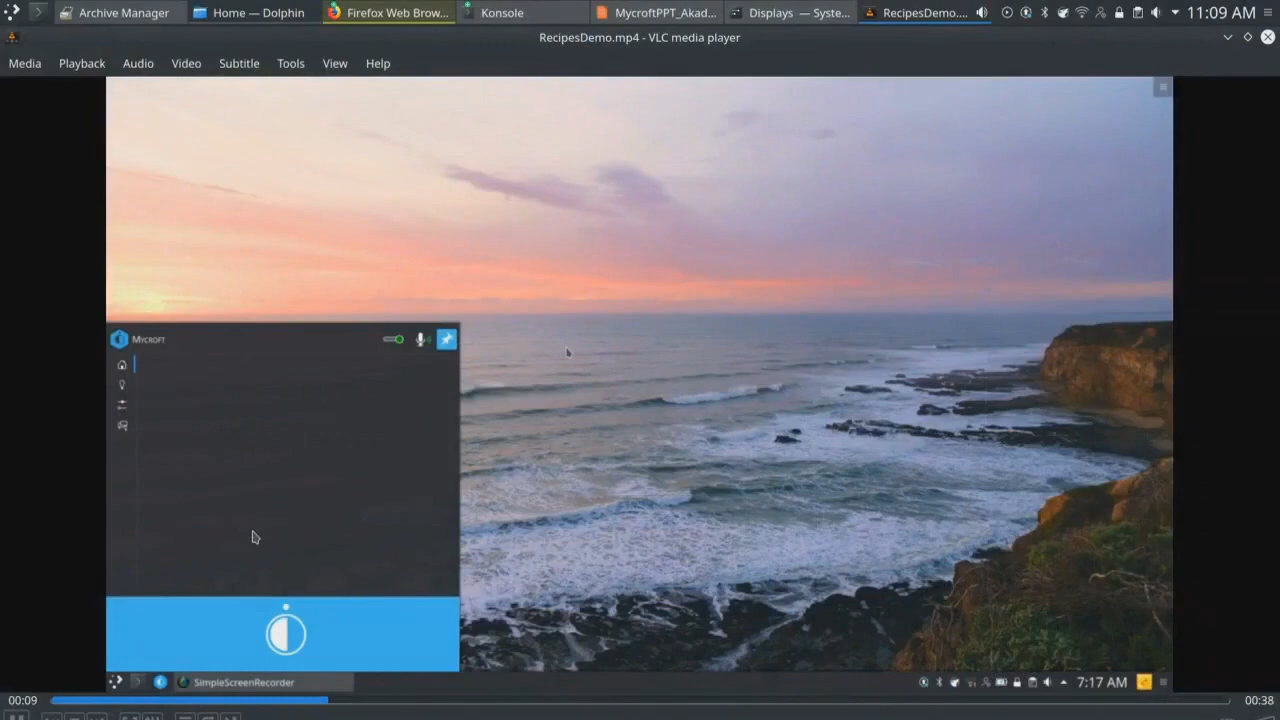 Archive Manager
Home — Dolphin
Firefox Web Brow...
Konsole
MycroftPPT_Akad...
Displays — Syste...
RecipesDemo....
11:09 AM
RecipesDemo.mp4 - VLC media player
Media Playback Audio Video Subtitle Tools View Help
MYCROFT
SimpleScreenRecorder
7:17 AM
00:09
00:38